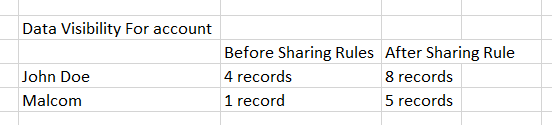 Data Visibility For account
Before Sharing Rules After Sharing Rule
John Doe 4 records 8 records
Malcom 1 record 5 records